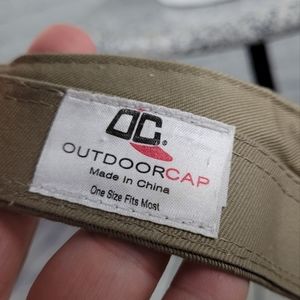 OC®
OUTDOORCAP
Made in China
One Size Fits Most